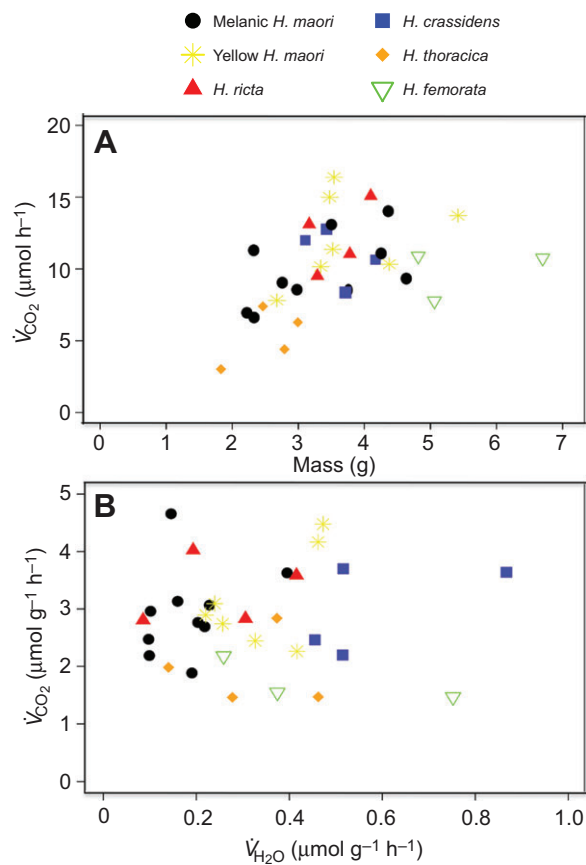 Melanic H. maori
H. crassidens
Yellow H. maori
H. thoracica
H. ricta
H. femorata
A
20
15
10
5
0
V̇CO₂ (μmol h⁻¹)
0 1 2 3 4 5 6 7
Mass (g)
B
5
4
3
2
1
0
V̇CO₂ (μmol g⁻¹ h⁻¹)
0 0.2 0.4 0.6 0.8 1.0
V̇H₂O (μmol g⁻¹ h⁻¹)